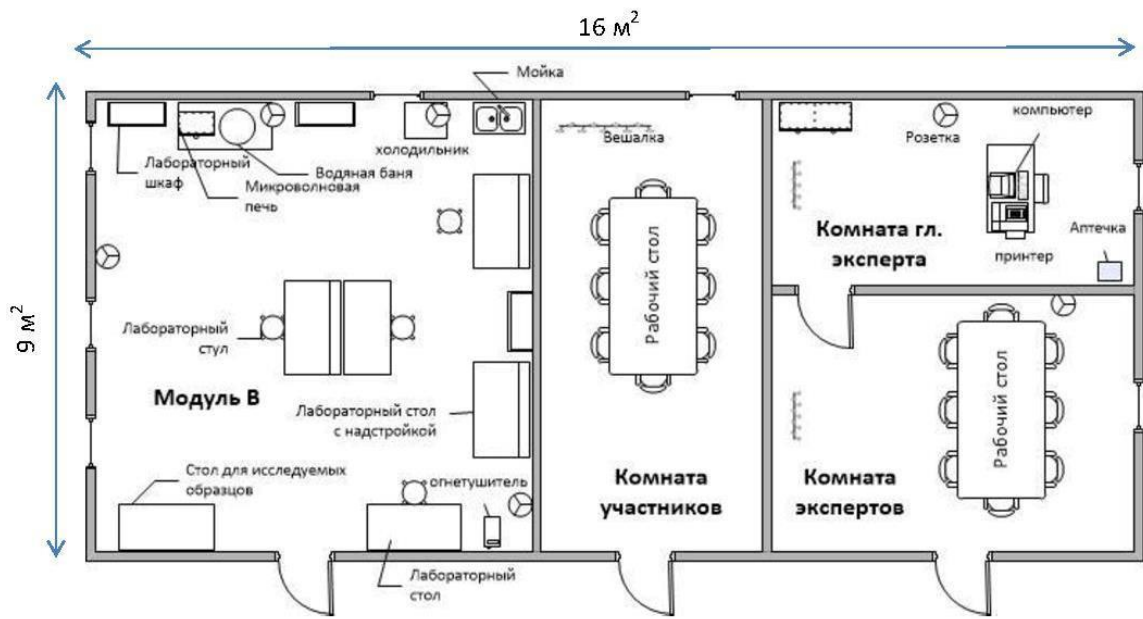 16 м²
9 м²
Мойка
Лабораторный
шкаф
Водяная баня
Микроволновая
печь
холодильник
Вешалка
Розетка
компьютер
Рабочий стол
Комната гл.
эксперта
принтер
Аптечка
Лабораторный
стул
Модуль В
Лабораторный стол
с надстройкой
Рабочий стол
Стол для исследуемых
образцов
огнетушитель
Комната
участников
Комната
экспертов
Лабораторный
стол